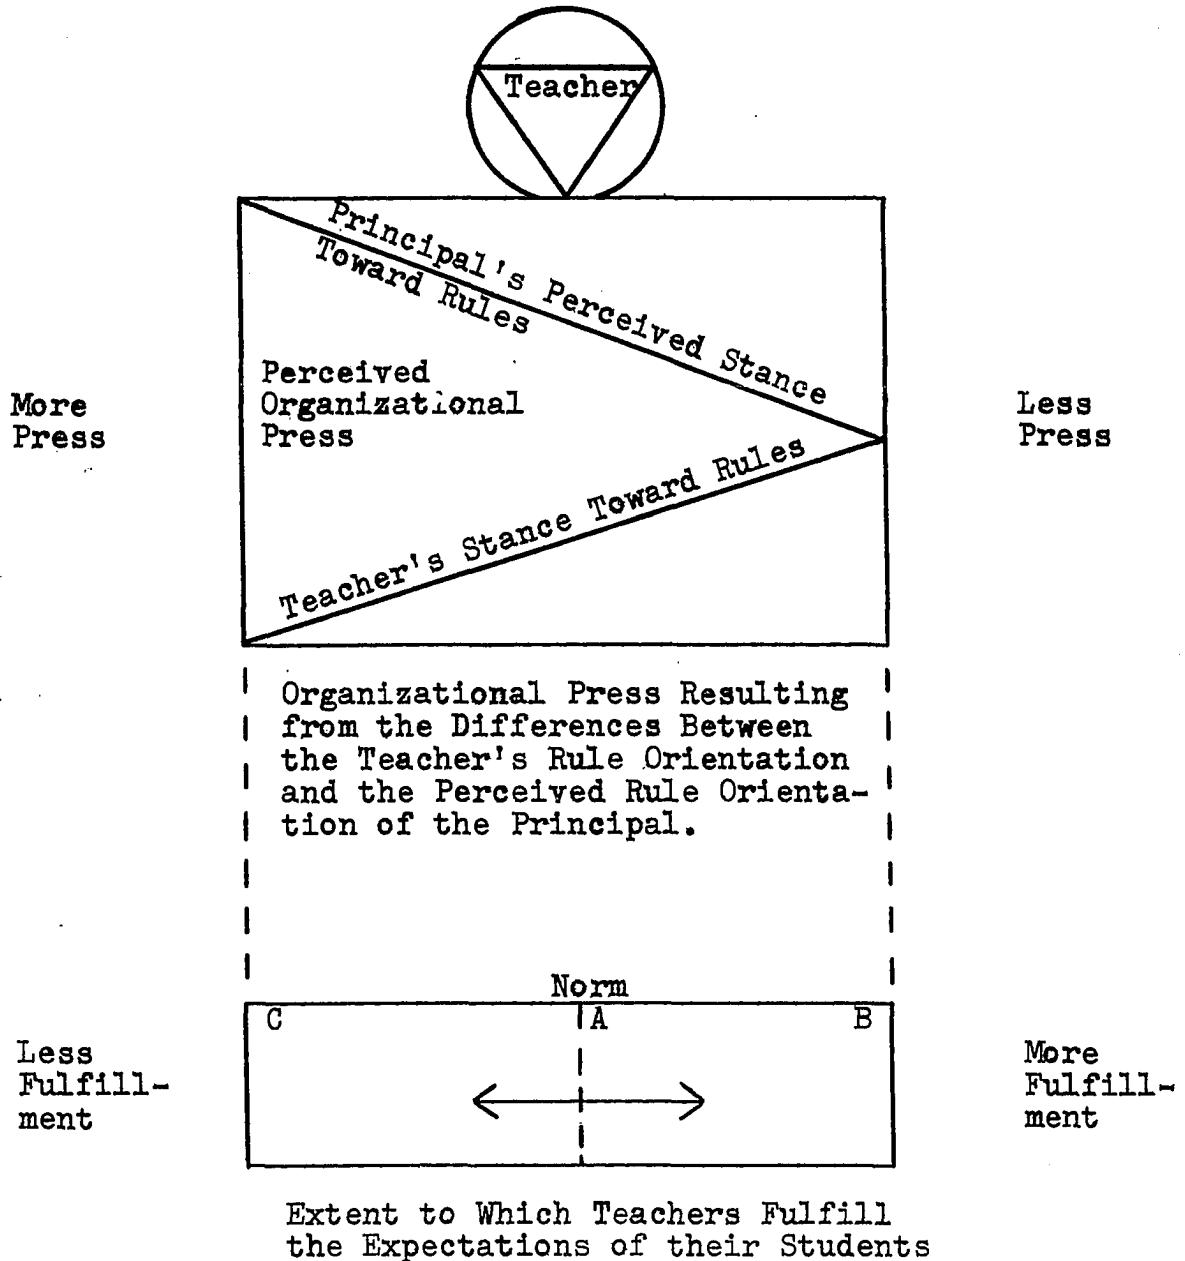 Teacher
Principal's Perceived Stance
Toward Rules
Perceived
Organizational
Press
More
Press
Less
Press
Teacher's Stance Toward Rules
Organizational Press Resulting
from the Differences Between
the Teacher's Rule Orientation
and the Perceived Rule Orienta-
tion of the Principal.
Norm
C
A
B
Less
Fulfill-
ment
More
Fulfill-
ment
Extent to Which Teachers Fulfill
the Expectations of their Students